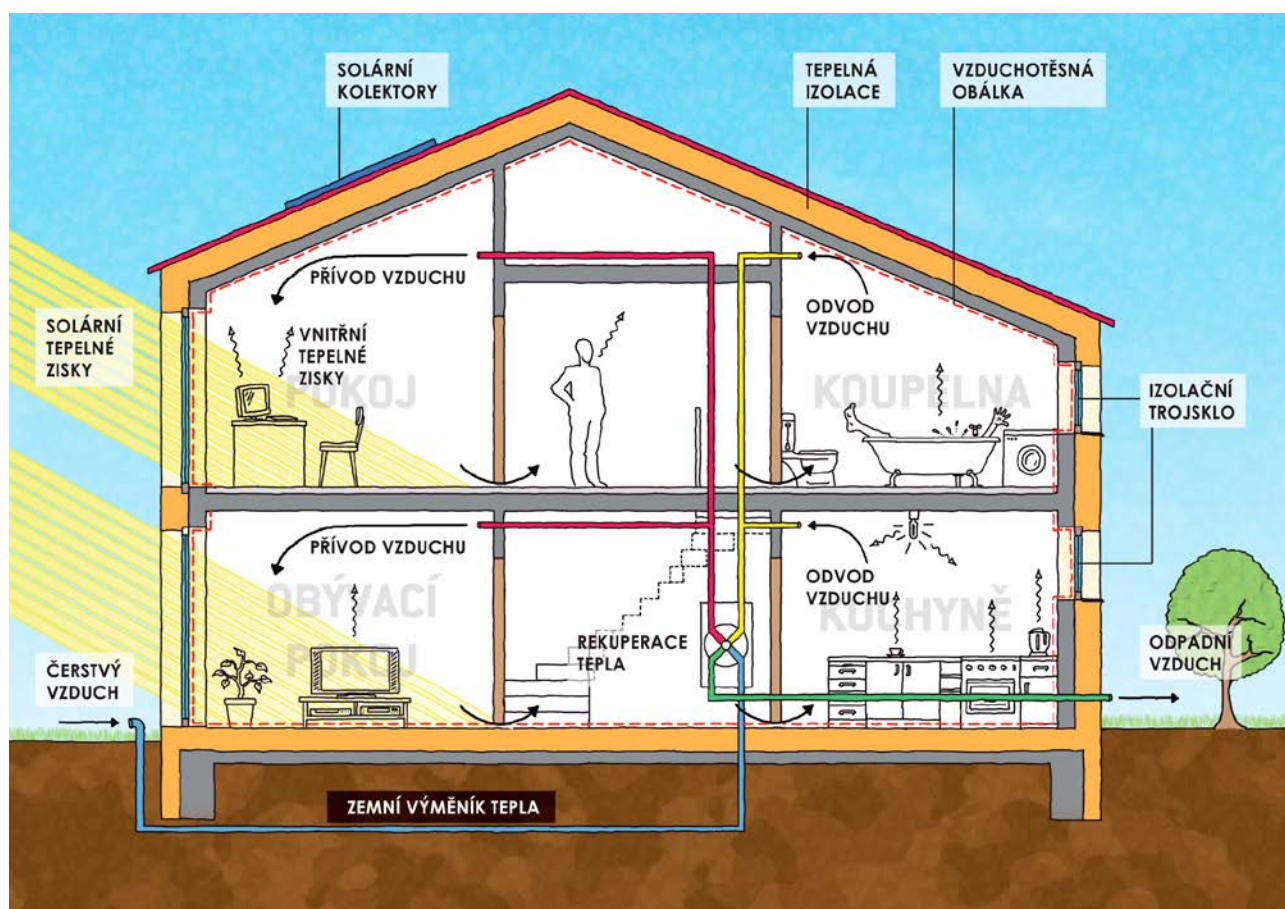 SOLÁRNÍ
KOLEKTORY
TEPELNÁ
IZOLACE
VZDUCHOTĚSNÁ
OBÁLKA
PŘÍVOD VZDUCHU
ODVOD
VZDUCHU
SOLÁRNÍ
TEPELNÉ
ZISKY
VNITŘNÍ
TEPELNÉ
ZISKY
POKOJ
KOUPELNA
IZOLAČNÍ
TROJSKLO
PŘÍVOD VZDUCHU
ODVOD
VZDUCHU
OBÝVACÍ
POKOJ
KUCHYNĚ
REKUPERACE
TEPLA
ČERSTVÝ
VZDUCH
ODPADNÍ
VZDUCH
ZEMNÍ VÝMĚNÍK TEPLA